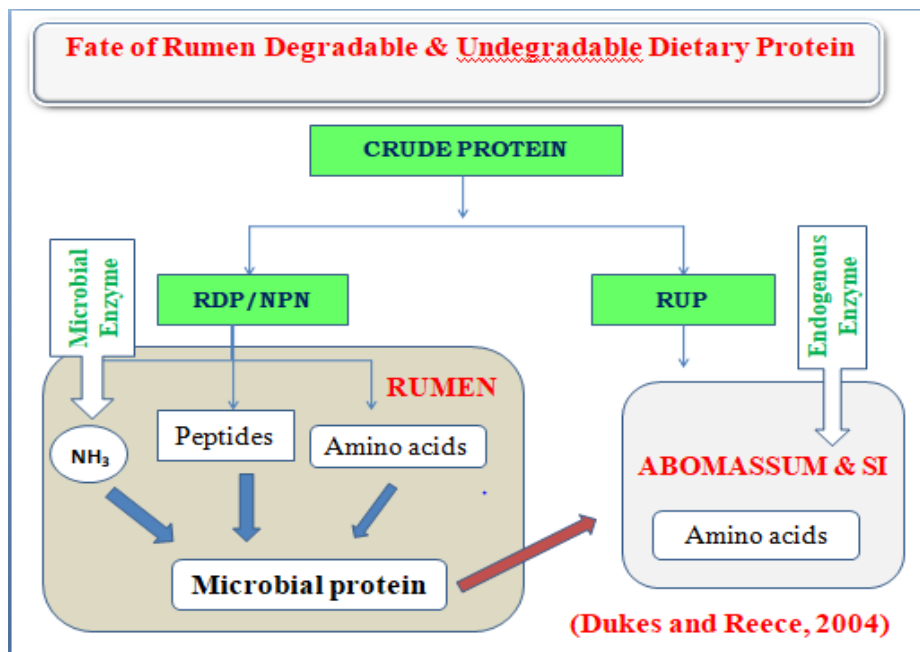 Fate of Rumen Degradable & Undegradable Dietary Protein
CRUDE PROTEIN
Microbial
Enzyme
RDP/NPN
RUP
Endogenous
Enzyme
RUMEN
NH₃
Peptides
Amino acids
Microbial protein
ABOMASSUM & SI
Amino acids
(Dukes and Reece, 2004)